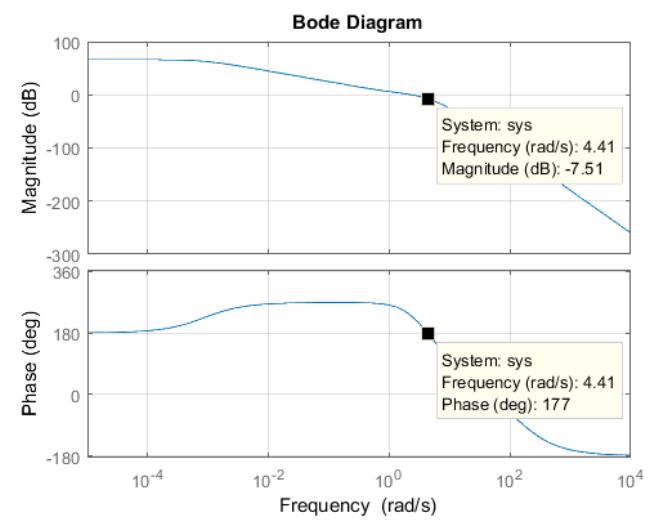 Bode Diagram
Magnitude (dB)
100
0
-100
-200
-300
System: sys
Frequency (rad/s): 4.41
Magnitude (dB): -7.51
Phase (deg)
360
180
0
-180
System: sys
Frequency (rad/s): 4.41
Phase (deg): 177
10-4 10-2 100 102 104
Frequency (rad/s)